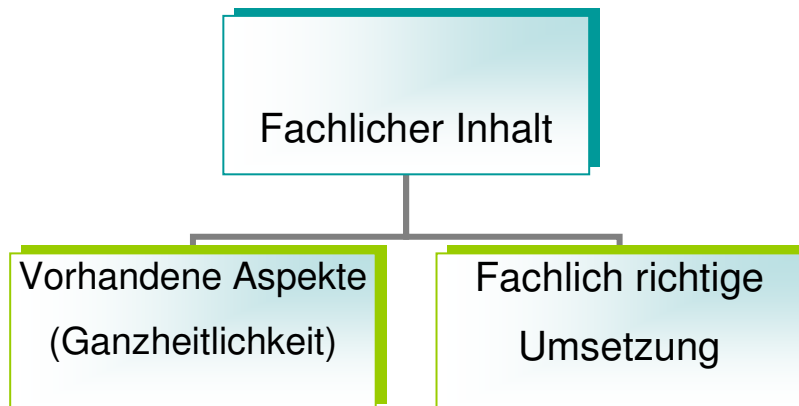 Fachlicher Inhalt
Vorhandene Aspekte
(Ganzheitlichkeit)
Fachlich richtige
Umsetzung